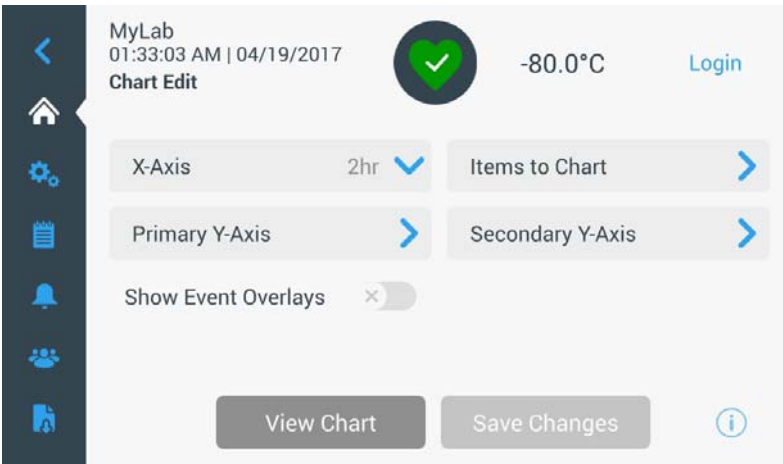 MyLab
01:33:03 AM | 04/19/2017
Chart Edit
-80.0°C
Login
X-Axis 2hr
Items to Chart
Primary Y-Axis
Secondary Y-Axis
Show Event Overlays
View Chart
Save Changes